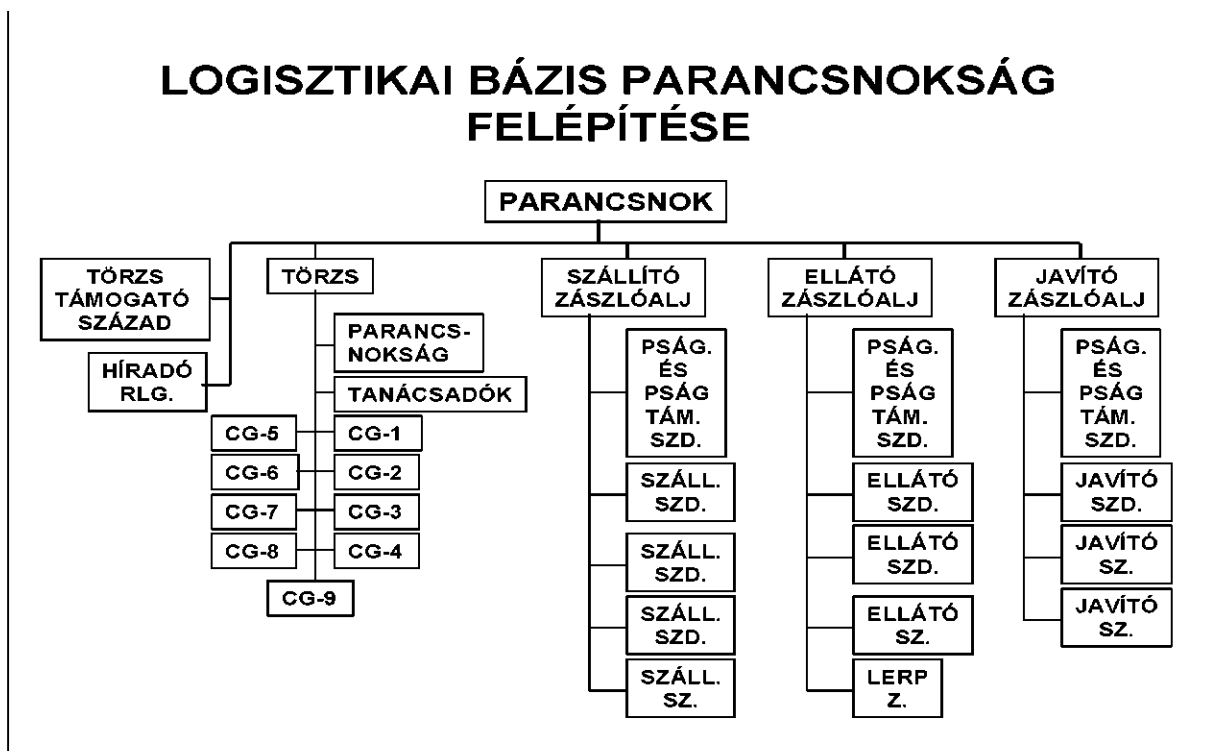 LOGISZTIKAI BÁZIS PARANCSNOKSÁG
FELÉPÍTÉSE
PARANCSNOK
TÖRZS
TÁMOGATÓ
SZÁZAD
HÍRADÓ
RLG.
TÖRZS
PARANCS-
NOKSÁG
TANÁCSADÓK
CG-5
CG-1
CG-6
CG-2
CG-7
CG-3
CG-8
CG-4
CG-9
SZÁLLÍTÓ
ZÁSZLÓALJ
PSÁG.
ÉS
PSÁG
TÁM.
SZD.
SZÁLL.
SZD.
SZÁLL.
SZD.
SZÁLL.
SZD.
SZÁLL.
SZ.
ELLÁTÓ
ZÁSZLÓALJ
PSÁG.
ÉS
PSÁG
TÁM.
SZD.
ELLÁTÓ
SZD.
ELLÁTÓ
SZD.
ELLÁTÓ
SZ.
LERP
Z.
JAVÍTÓ
ZÁSZLÓALJ
PSÁG.
ÉS
PSÁG
TÁM.
SZD.
JAVÍTÓ
SZD.
JAVÍTÓ
SZ.
JAVÍTÓ
SZ.